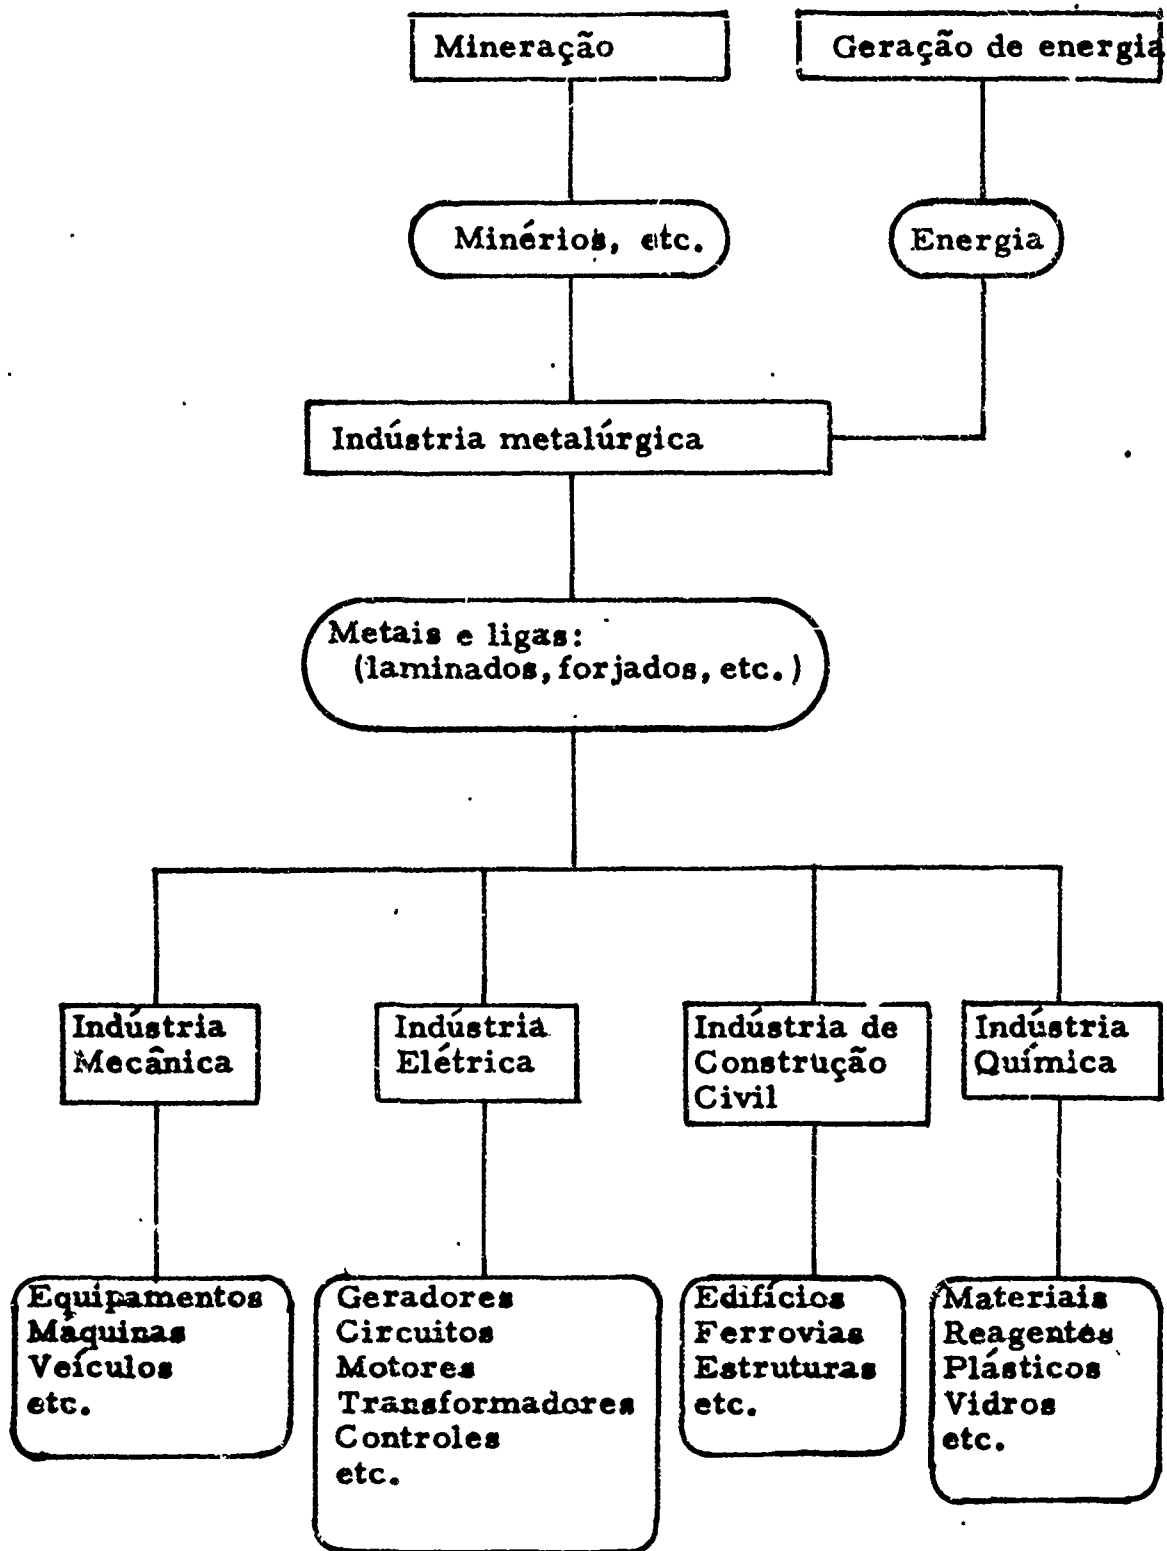 Mineração
Geração de energia
Minérios, etc.
Energia
Indústria metalúrgica
Metais e ligas:
(laminados, forjados, etc.)
Indústria
Mecânica
Indústria
Elétrica
Indústria de
Construção
Civil
Indústria
Química
Equipamentos
Máquinas
Veículos
etc.
Geradores
Circuitos
Motores
Transformadores
Controles
etc.
Edifícios
Ferrovias
Estruturas
etc.
Materiais
Reagentes
Plásticos
Vidros
etc.